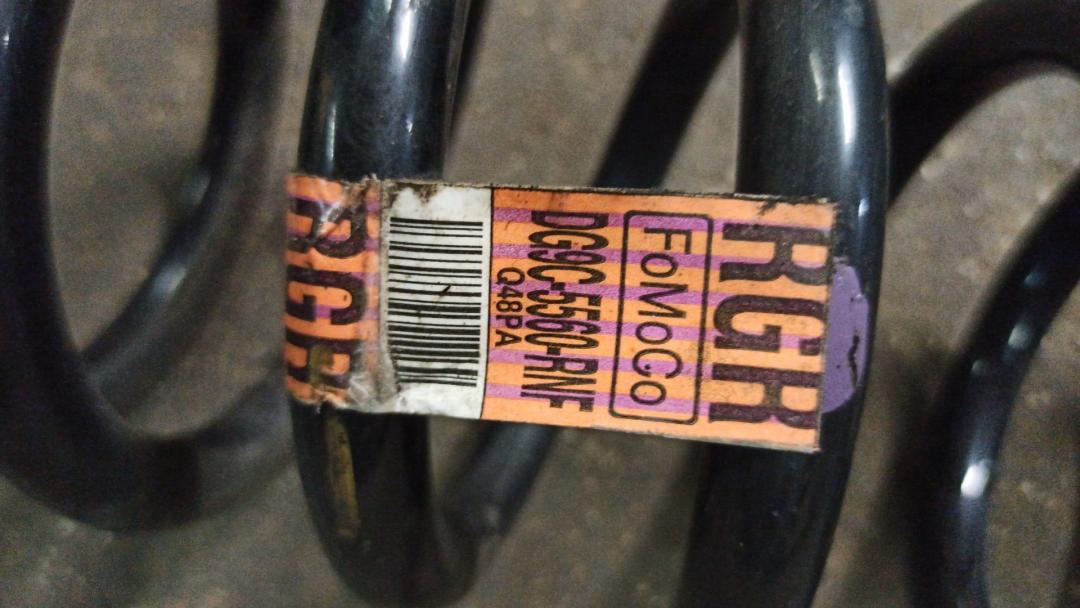 RGR
FoMoCo
DG9C-5560-RNF
Q48PA
RGR